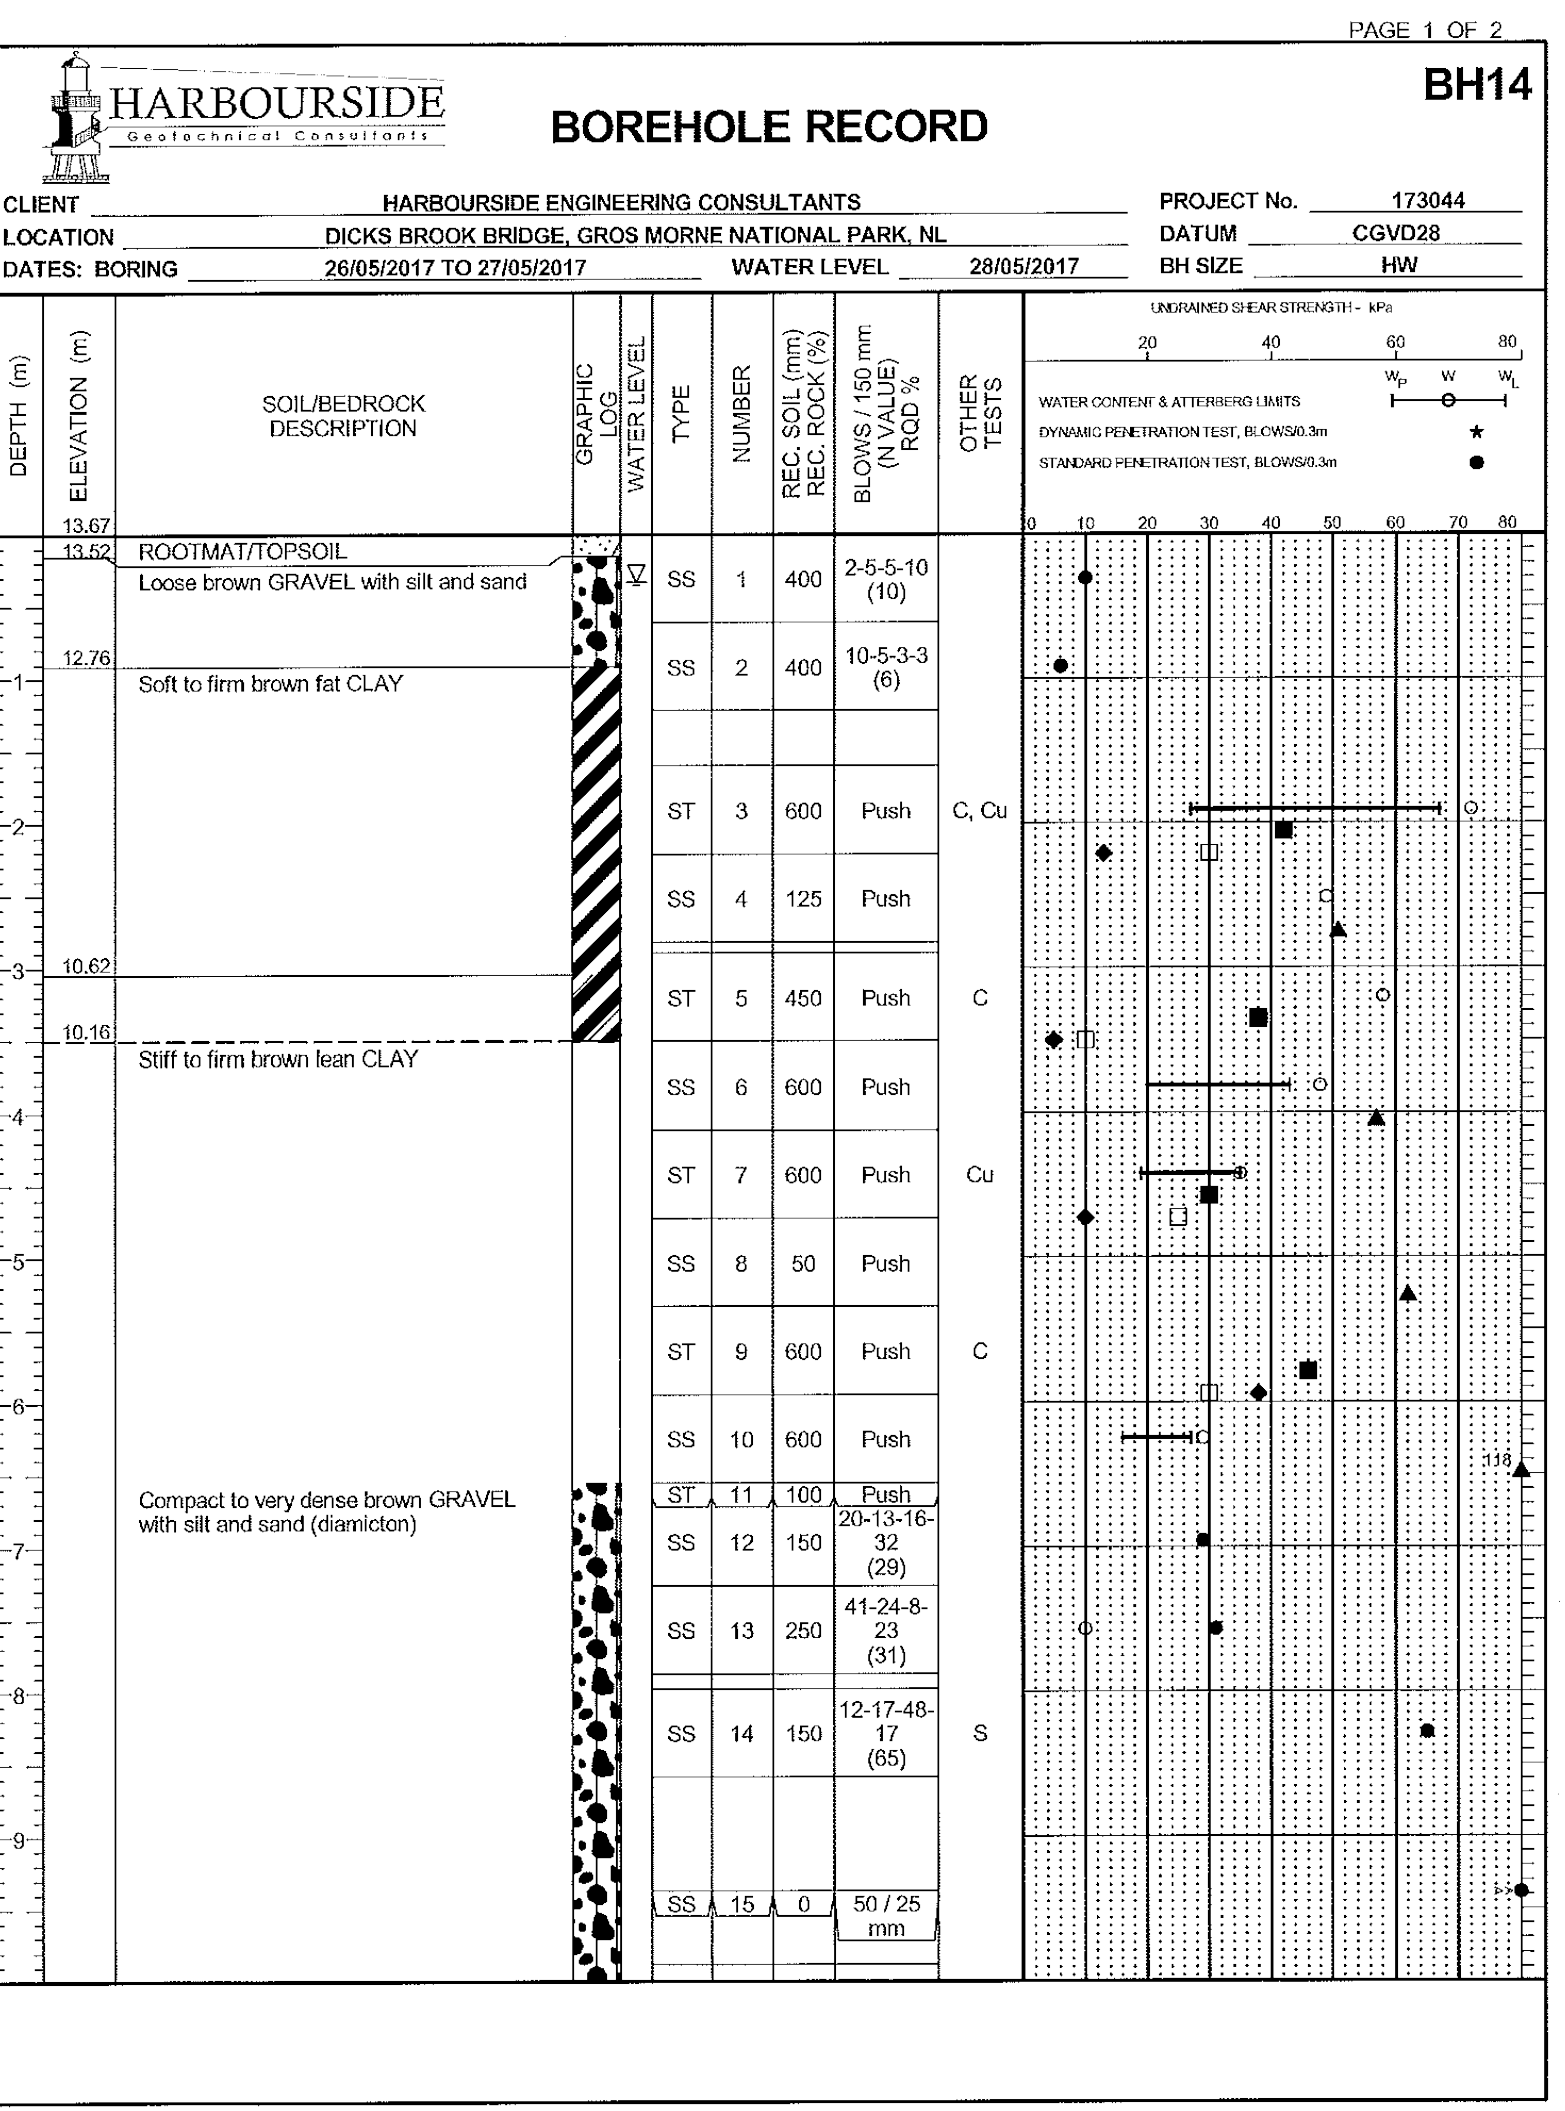 PAGE 1 OF 2
BH14
HARBOURSIDE
Geotechnical Consultants
BOREHOLE RECORD
CLIENT HARBOURSIDE ENGINEERING CONSULTANTS PROJECT No. 173044
LOCATION DICKS BROOK BRIDGE, GROS MORNE NATIONAL PARK, NL DATUM CGVD28
DATES: BORING 26/05/2017 TO 27/05/2017 WATER LEVEL 28/05/2017 BH SIZE HW
DEPTH (m)
ELEVATION (m)
SOIL/BEDROCK
DESCRIPTION
GRAPHIC
LOG
WATER LEVEL
TYPE
NUMBER
REC. SOIL (mm)
REC. ROCK (%)
BLOWS / 150 mm
(N VALUE)
RQD %
OTHER
TESTS
UNDRAINED SHEAR STRENGTH - kPa
20 40 60 80
WP W WL
WATER CONTENT & ATTERBERG LIMITS
DYNAMIC PENETRATION TEST, BLOWS/0.3m ★
STANDARD PENETRATION TEST, BLOWS/0.3m ●
0 10 20 30 40 50 60 70 80
13.67
13.52 ROOTMAT/TOPSOIL
Loose brown GRAVEL with silt and sand
SS 1 400 2-5-5-10
(10)
12.76
SS 2 400 10-5-3-3
(6)
1
Soft to firm brown fat CLAY
ST 3 600 Push C, Cu
2
SS 4 125 Push
3
10.62
ST 5 450 Push C
10.16
Stiff to firm brown lean CLAY
SS 6 600 Push
4
ST 7 600 Push Cu
5
SS 8 50 Push
ST 9 600 Push C
6
SS 10 600 Push
118
ST 11 100 Push
Compact to very dense brown GRAVEL
with silt and sand (diamicton)
7
SS 12 150 20-13-16-
32
(29)
SS 13 250 41-24-8-
23
(31)
8
SS 14 150 12-17-48-
17
(65)
S
9
>>
SS 15 0 50 / 25
mm